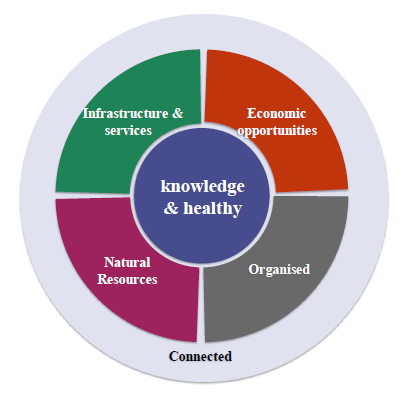 Infrastructure &
services
Economic
opportunities
knowledge
& healthy
Natural
Resources
Organised
Connected